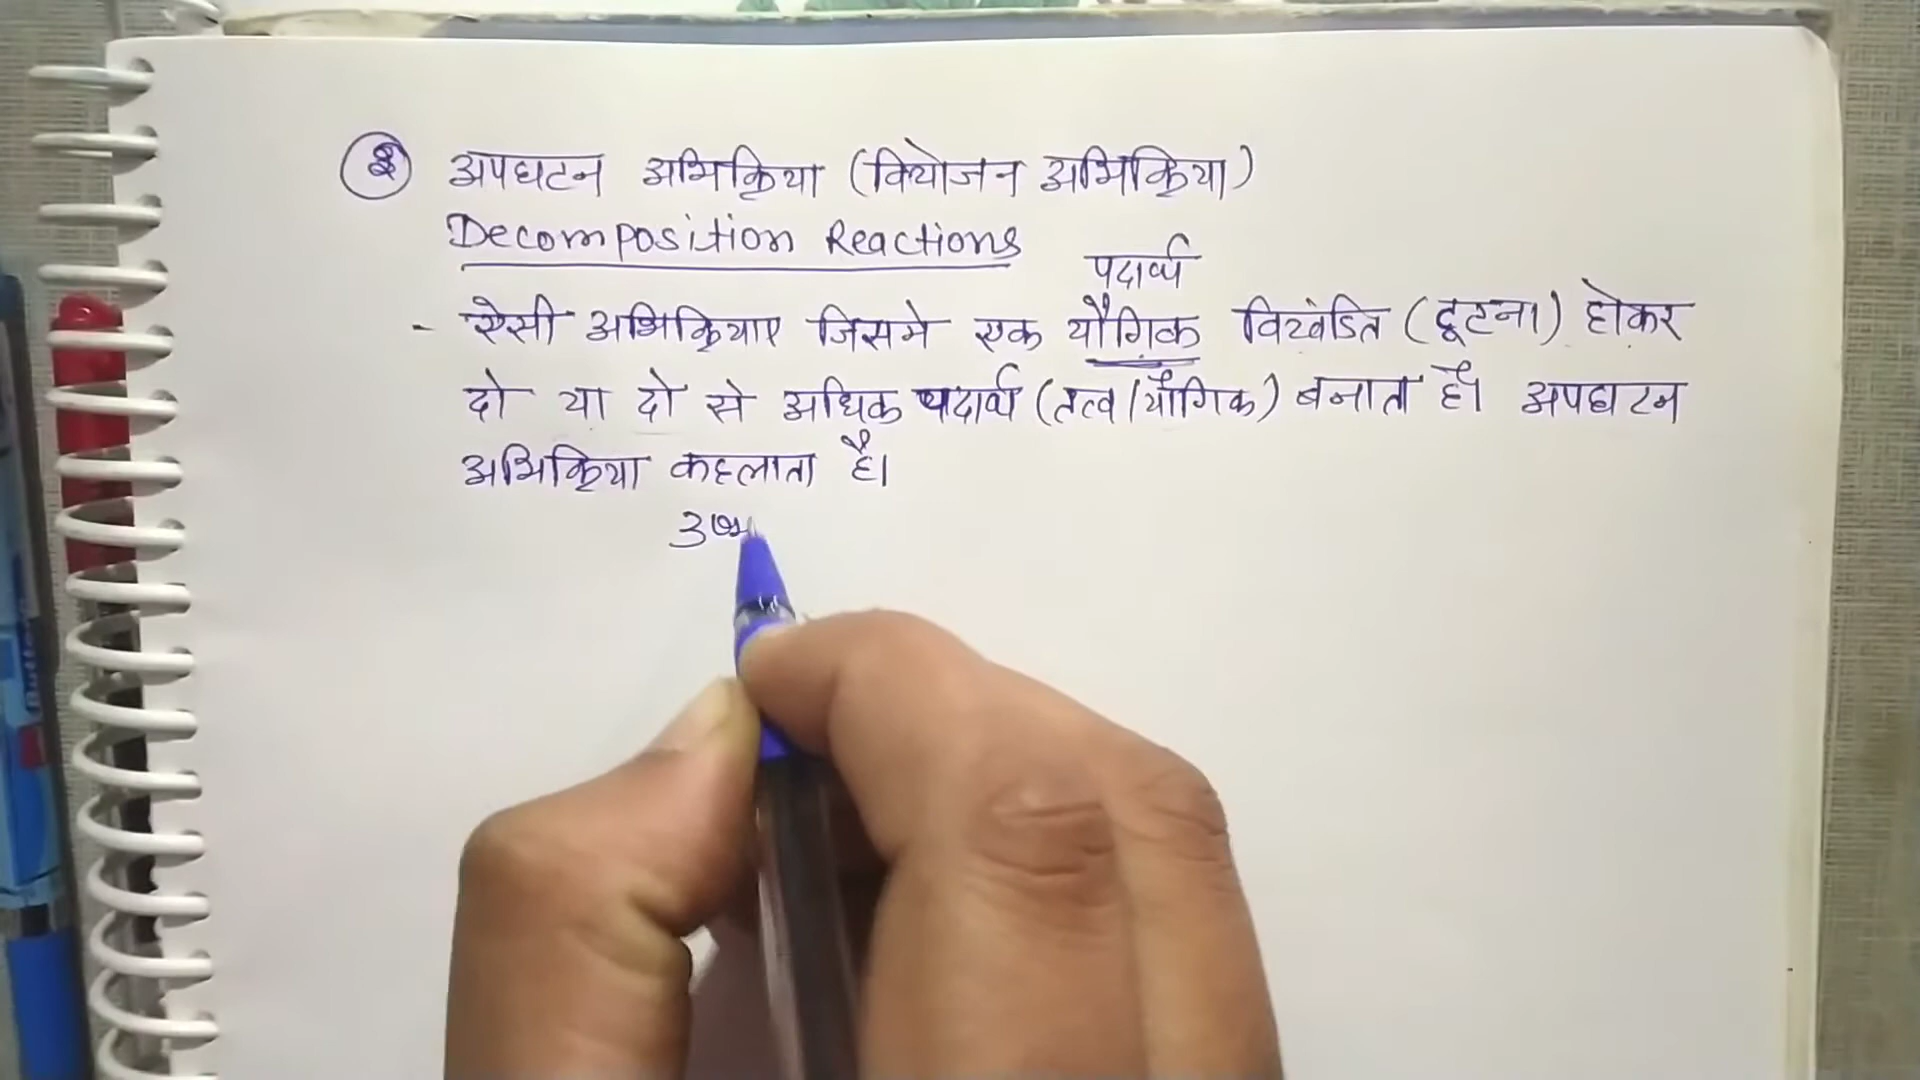 ② अपघटन अभिक्रिया (वियोजन अभिक्रिया)
Decomposition Reactions
पदार्थ
- ऐसी अभिक्रियाए जिसमे एक यौगिक विखंडित (टूटना) होकर
दो या दो से अधिक पदार्थ (तत्व/यौगिक) बनाता है। अपघटन
अभिक्रिया कहलाता है।